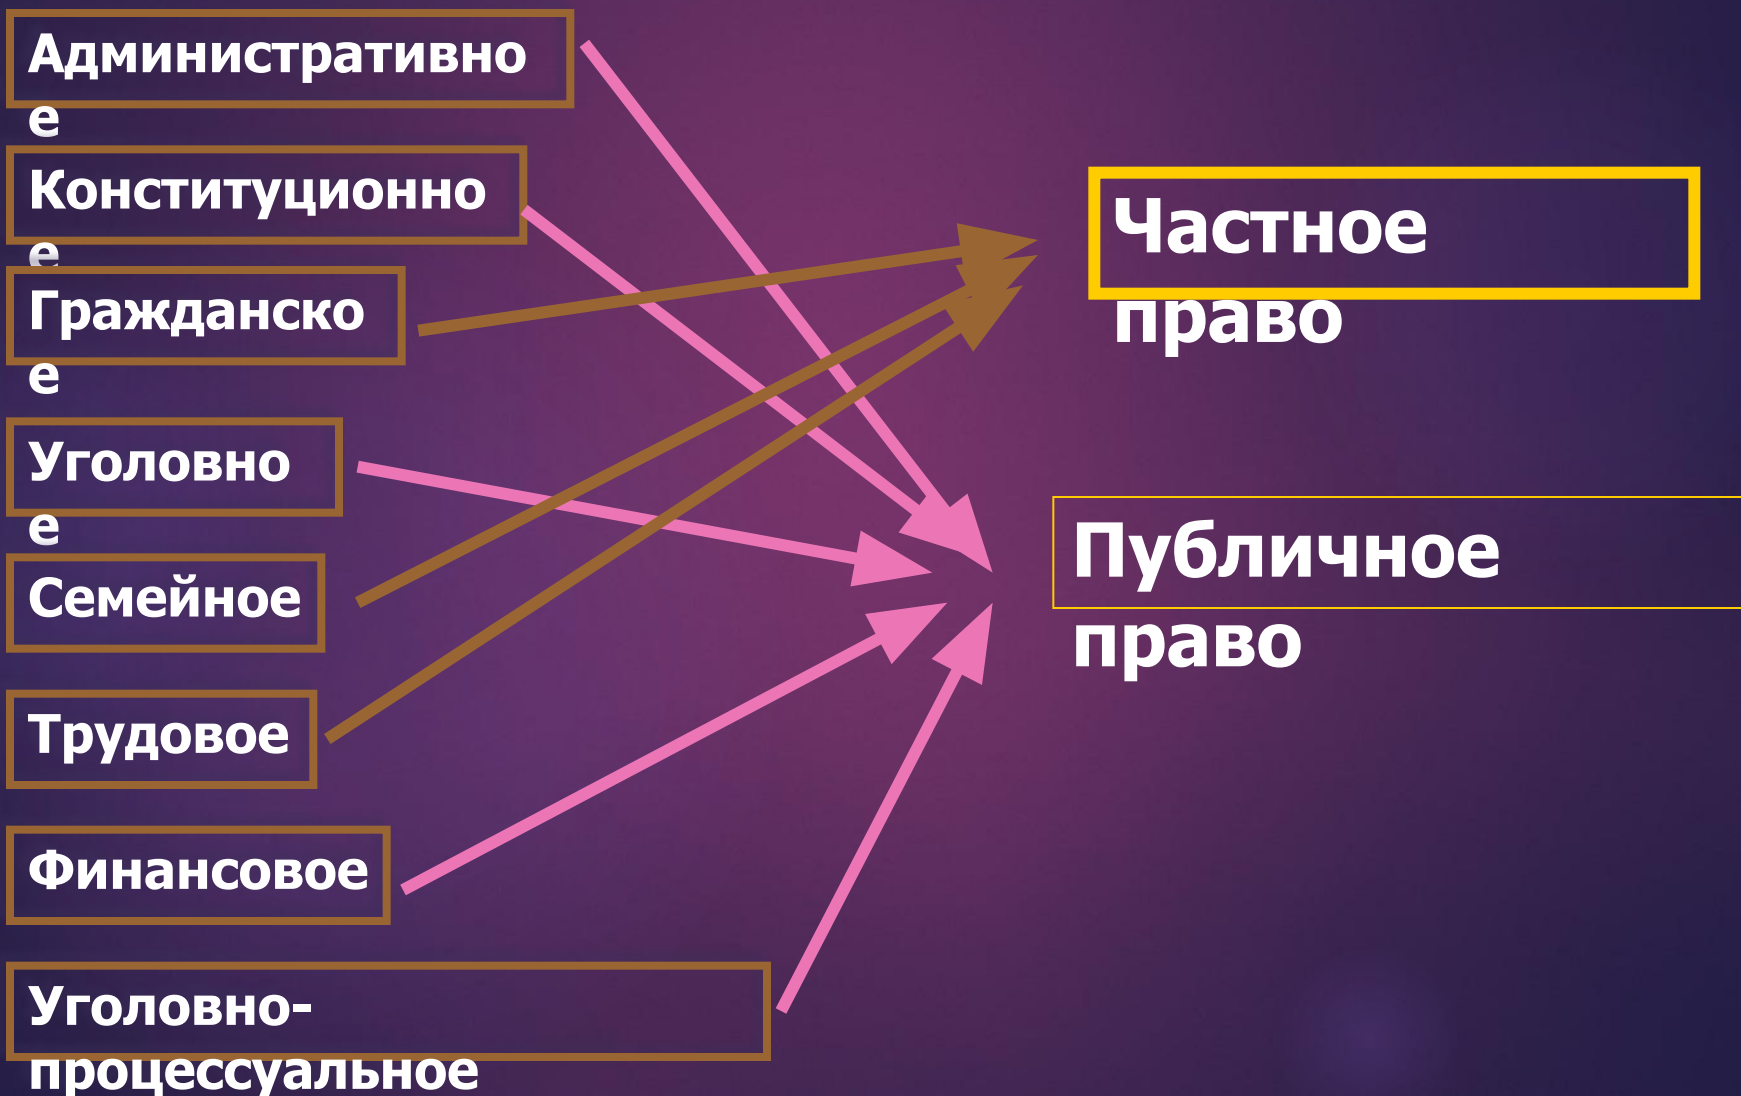 Административно
е
Конституционно
е
Гражданско
е
Уголовно
е
Семейное
Трудовое
Финансовое
Уголовно-
процессуальное
Частное
право
Публичное
право